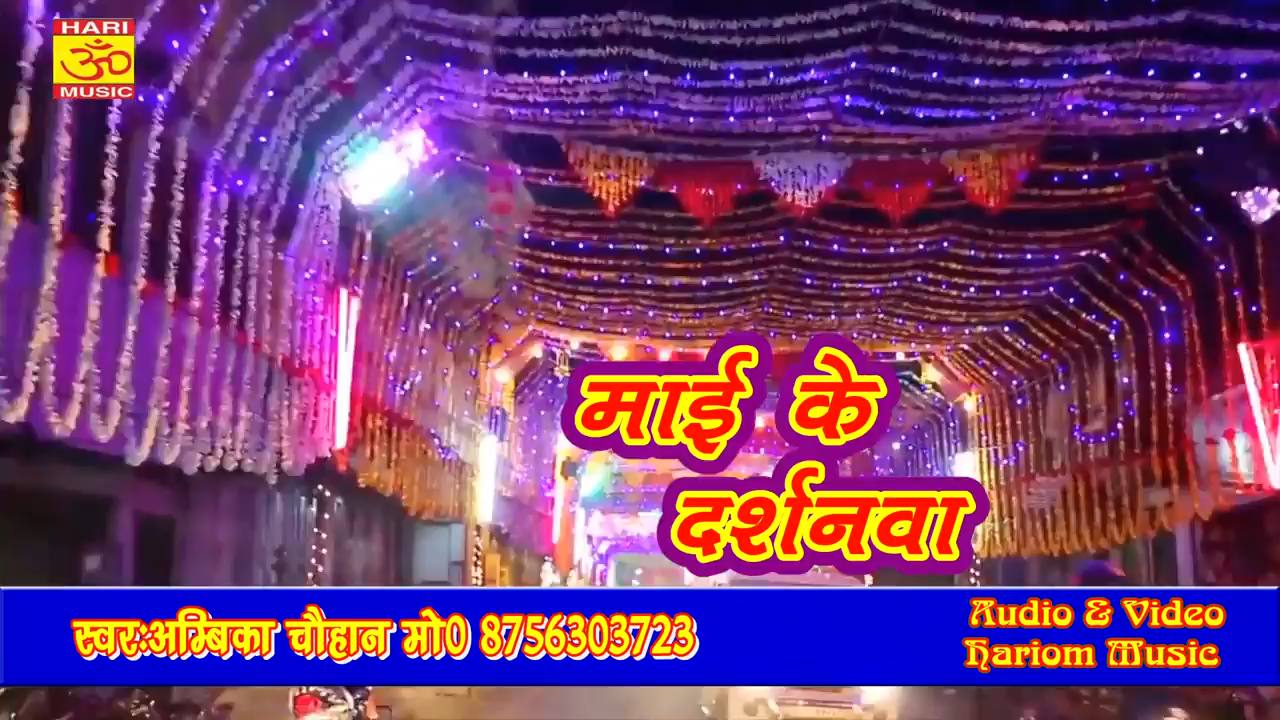 HARI
ॐ
MUSIC
माई के
दर्शनवा
स्वरःअम्बिका चौहान मो0 8756303723
Audio & Video
Hariom Music